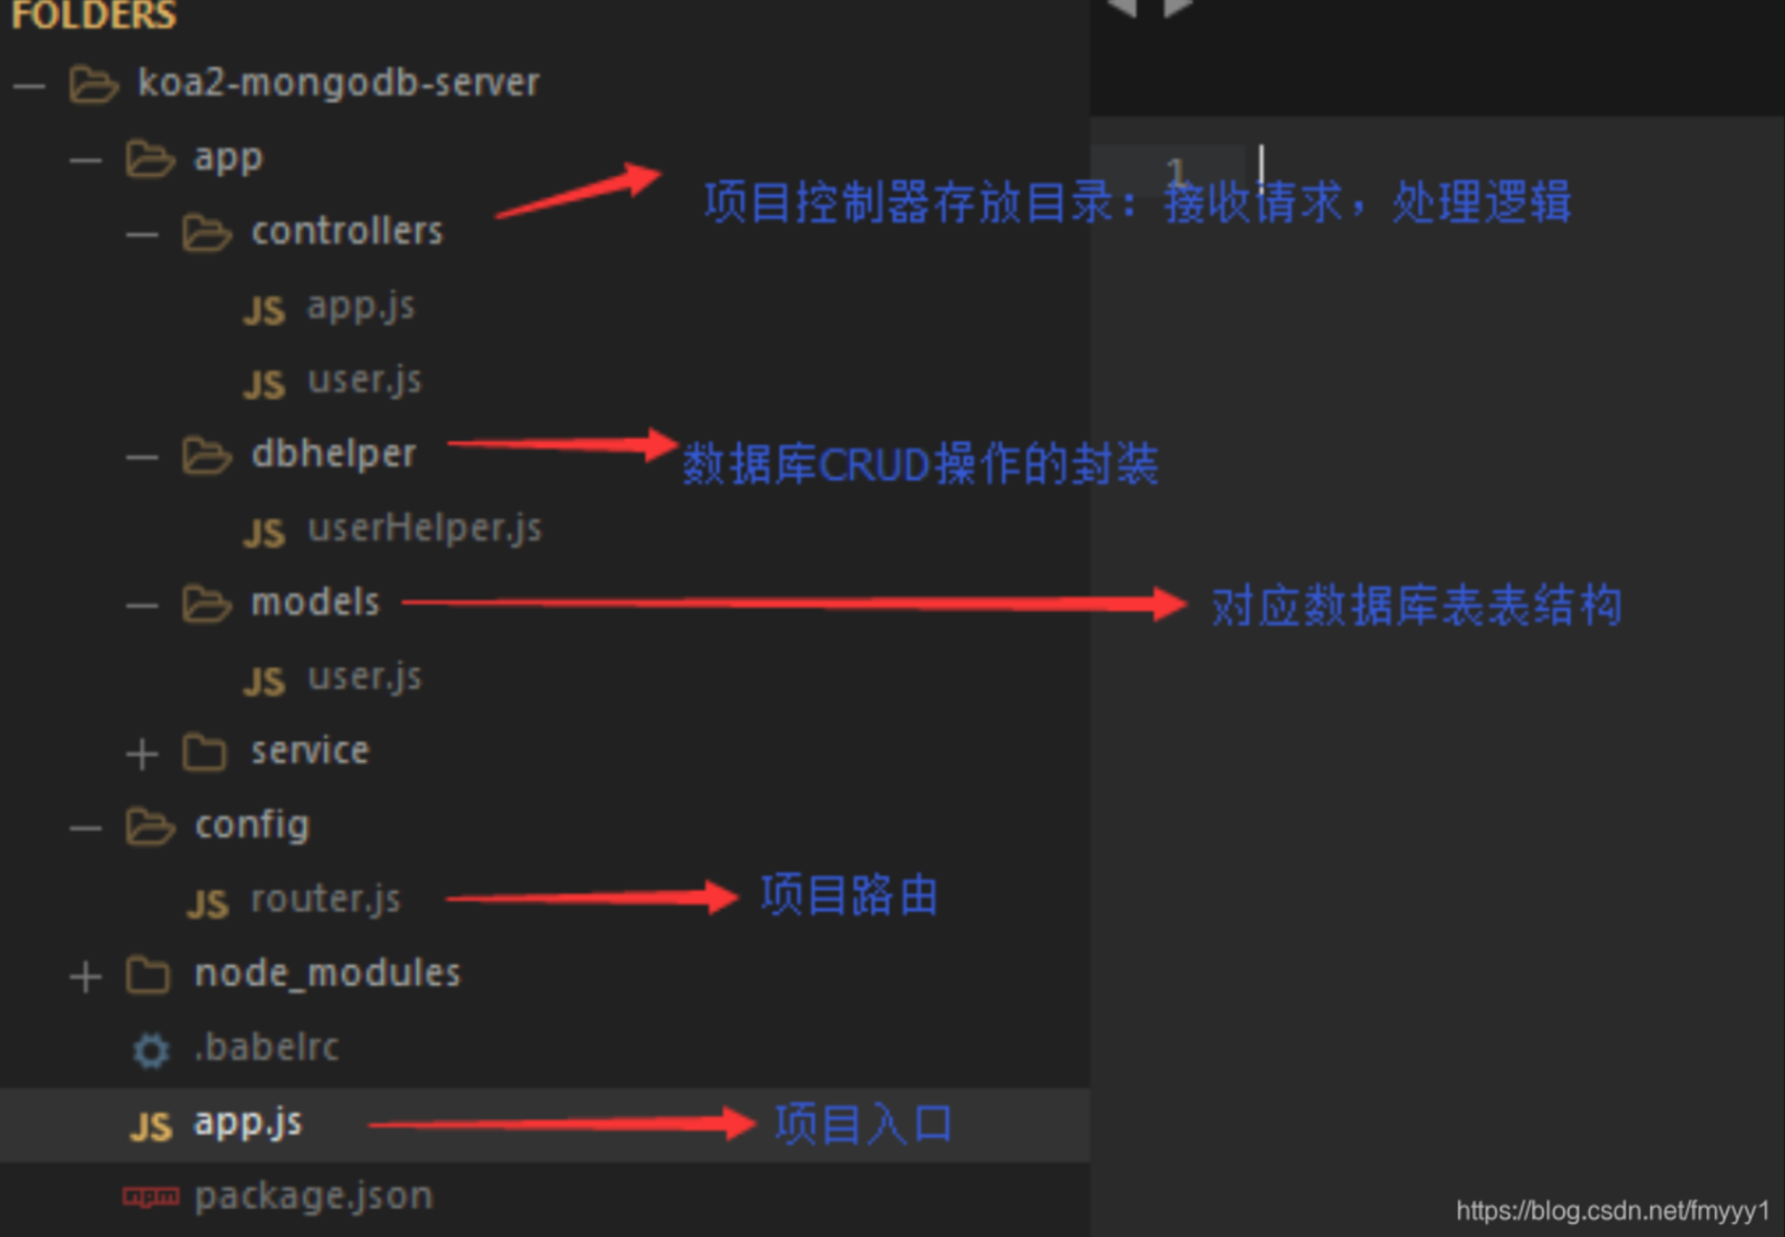 FOLDERS
koa2-mongodb-server
app
1
项目控制器存放目录：接收请求，处理逻辑
controllers
JS app.js
JS user.js
dbhelper
数据库CRUD操作的封装
JS userHelper.js
models
对应数据库表表结构
JS user.js
service
config
JS router.js
项目路由
node_modules
.babelrc
JS app.js
项目入口
npm package.json
https://blog.csdn.net/fmyyy1